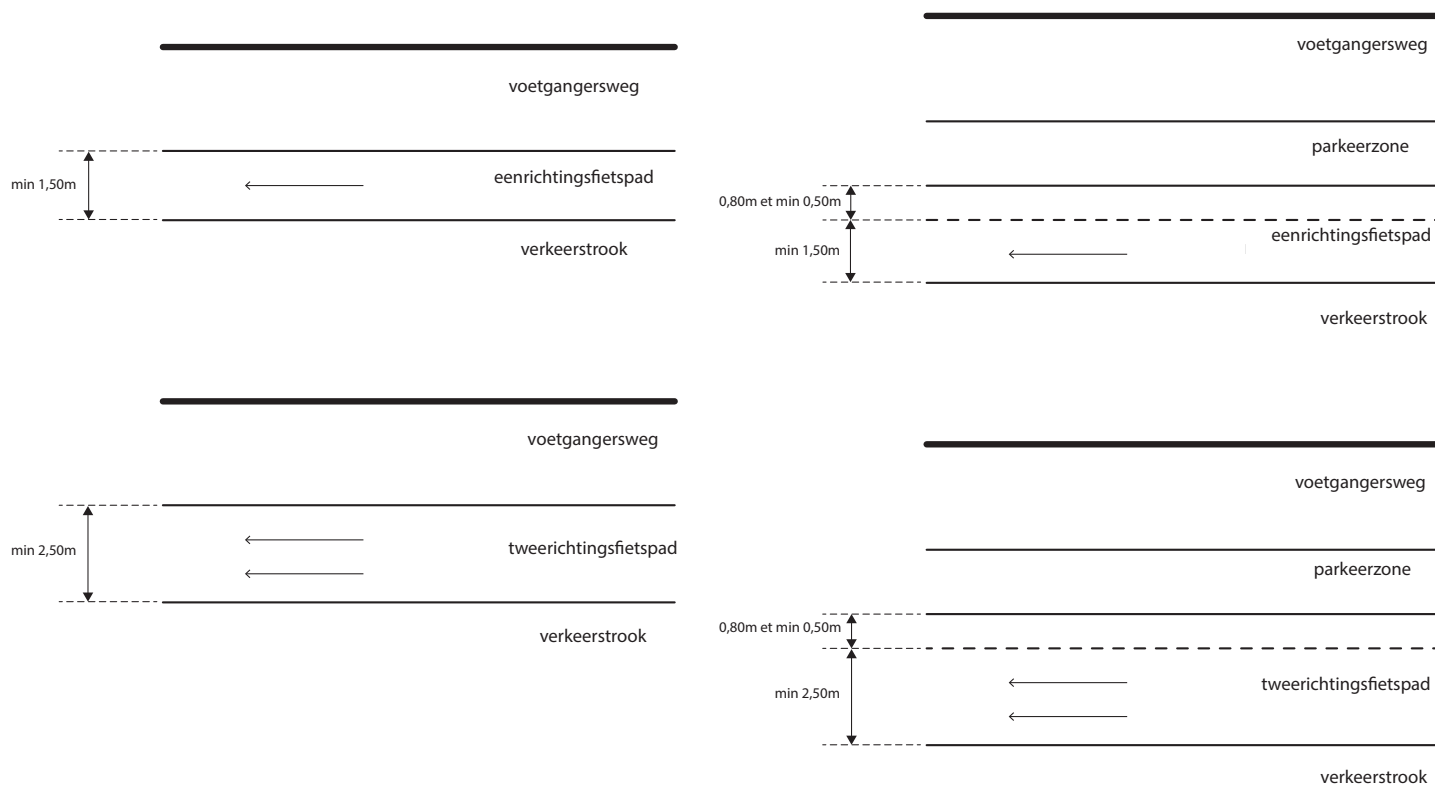 voetgangersweg
min 1,50m
eenrichtingsfietspad
verkeerstrook
voetgangersweg
parkeerzone
0,80m et min 0,50m
eenrichtingsfietspad
min 1,50m
verkeerstrook
voetgangersweg
min 2,50m
tweerichtingsfietspad
verkeerstrook
voetgangersweg
parkeerzone
0,80m et min 0,50m
tweerichtingsfietspad
min 2,50m
verkeerstrook